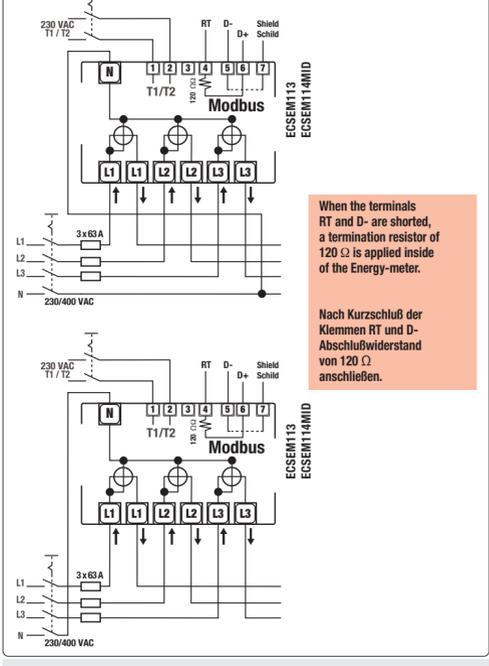 230 VAC
T1 / T2
RT D- Shield
D+ Schild
N 1 2 3 4 5 6 7
T1/T2
120 ΩΩ
Modbus
ECSEM113
ECSEM114MID
L1 L1 L2 L2 L3 L3
L1
3 x 63 A
L2
L3
N
230/400 VAC
When the terminals
RT and D- are shorted,
a termination resistor of
120 Ω is applied inside
of the Energy-meter.
Nach Kurzschluß der
Klemmen RT und D-
Abschlußwiderstand
von 120 Ω
anschließen.
230 VAC
T1 / T2
RT D- Shield
D+ Schild
N 1 2 3 4 5 6 7
T1/T2
120 ΩΩ
Modbus
ECSEM113
ECSEM114MID
L1 L1 L2 L2 L3 L3
L1
3 x 63 A
L2
L3
N
230/400 VAC